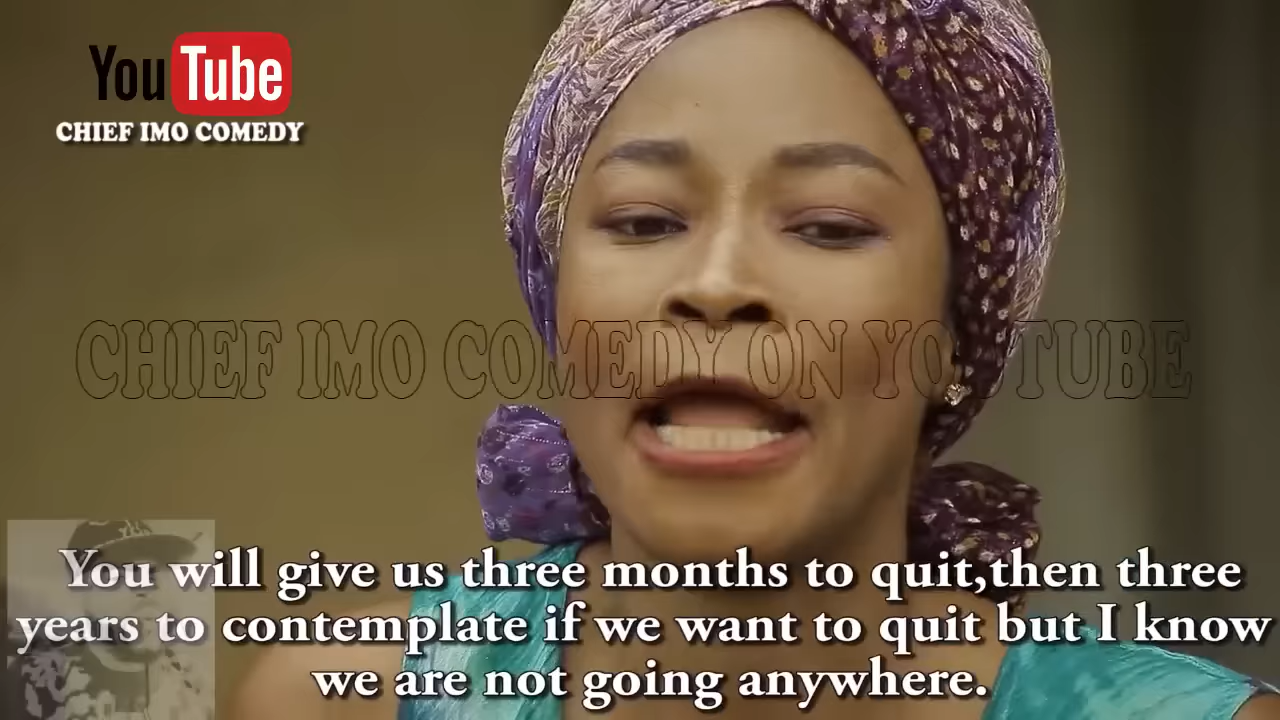 YouTube
CHIEF IMO COMEDY
CHIEF IMO COMEDY ON YOUTUBE
You will give us three months to quit,then three
years to contemplate if we want to quit but I know
we are not going anywhere.